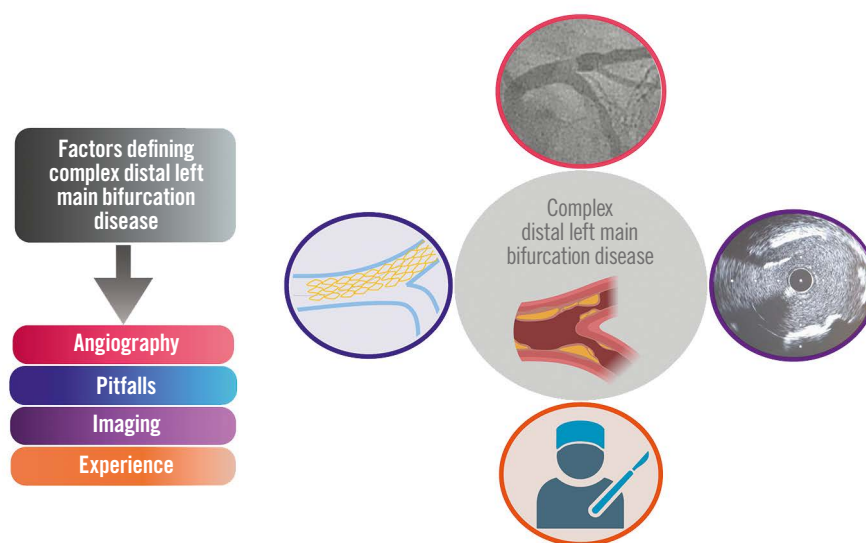 Factors defining
complex distal left
main bifurcation
disease
Angiography
Pitfalls
Imaging
Experience
Complex
distal left main
bifurcation disease